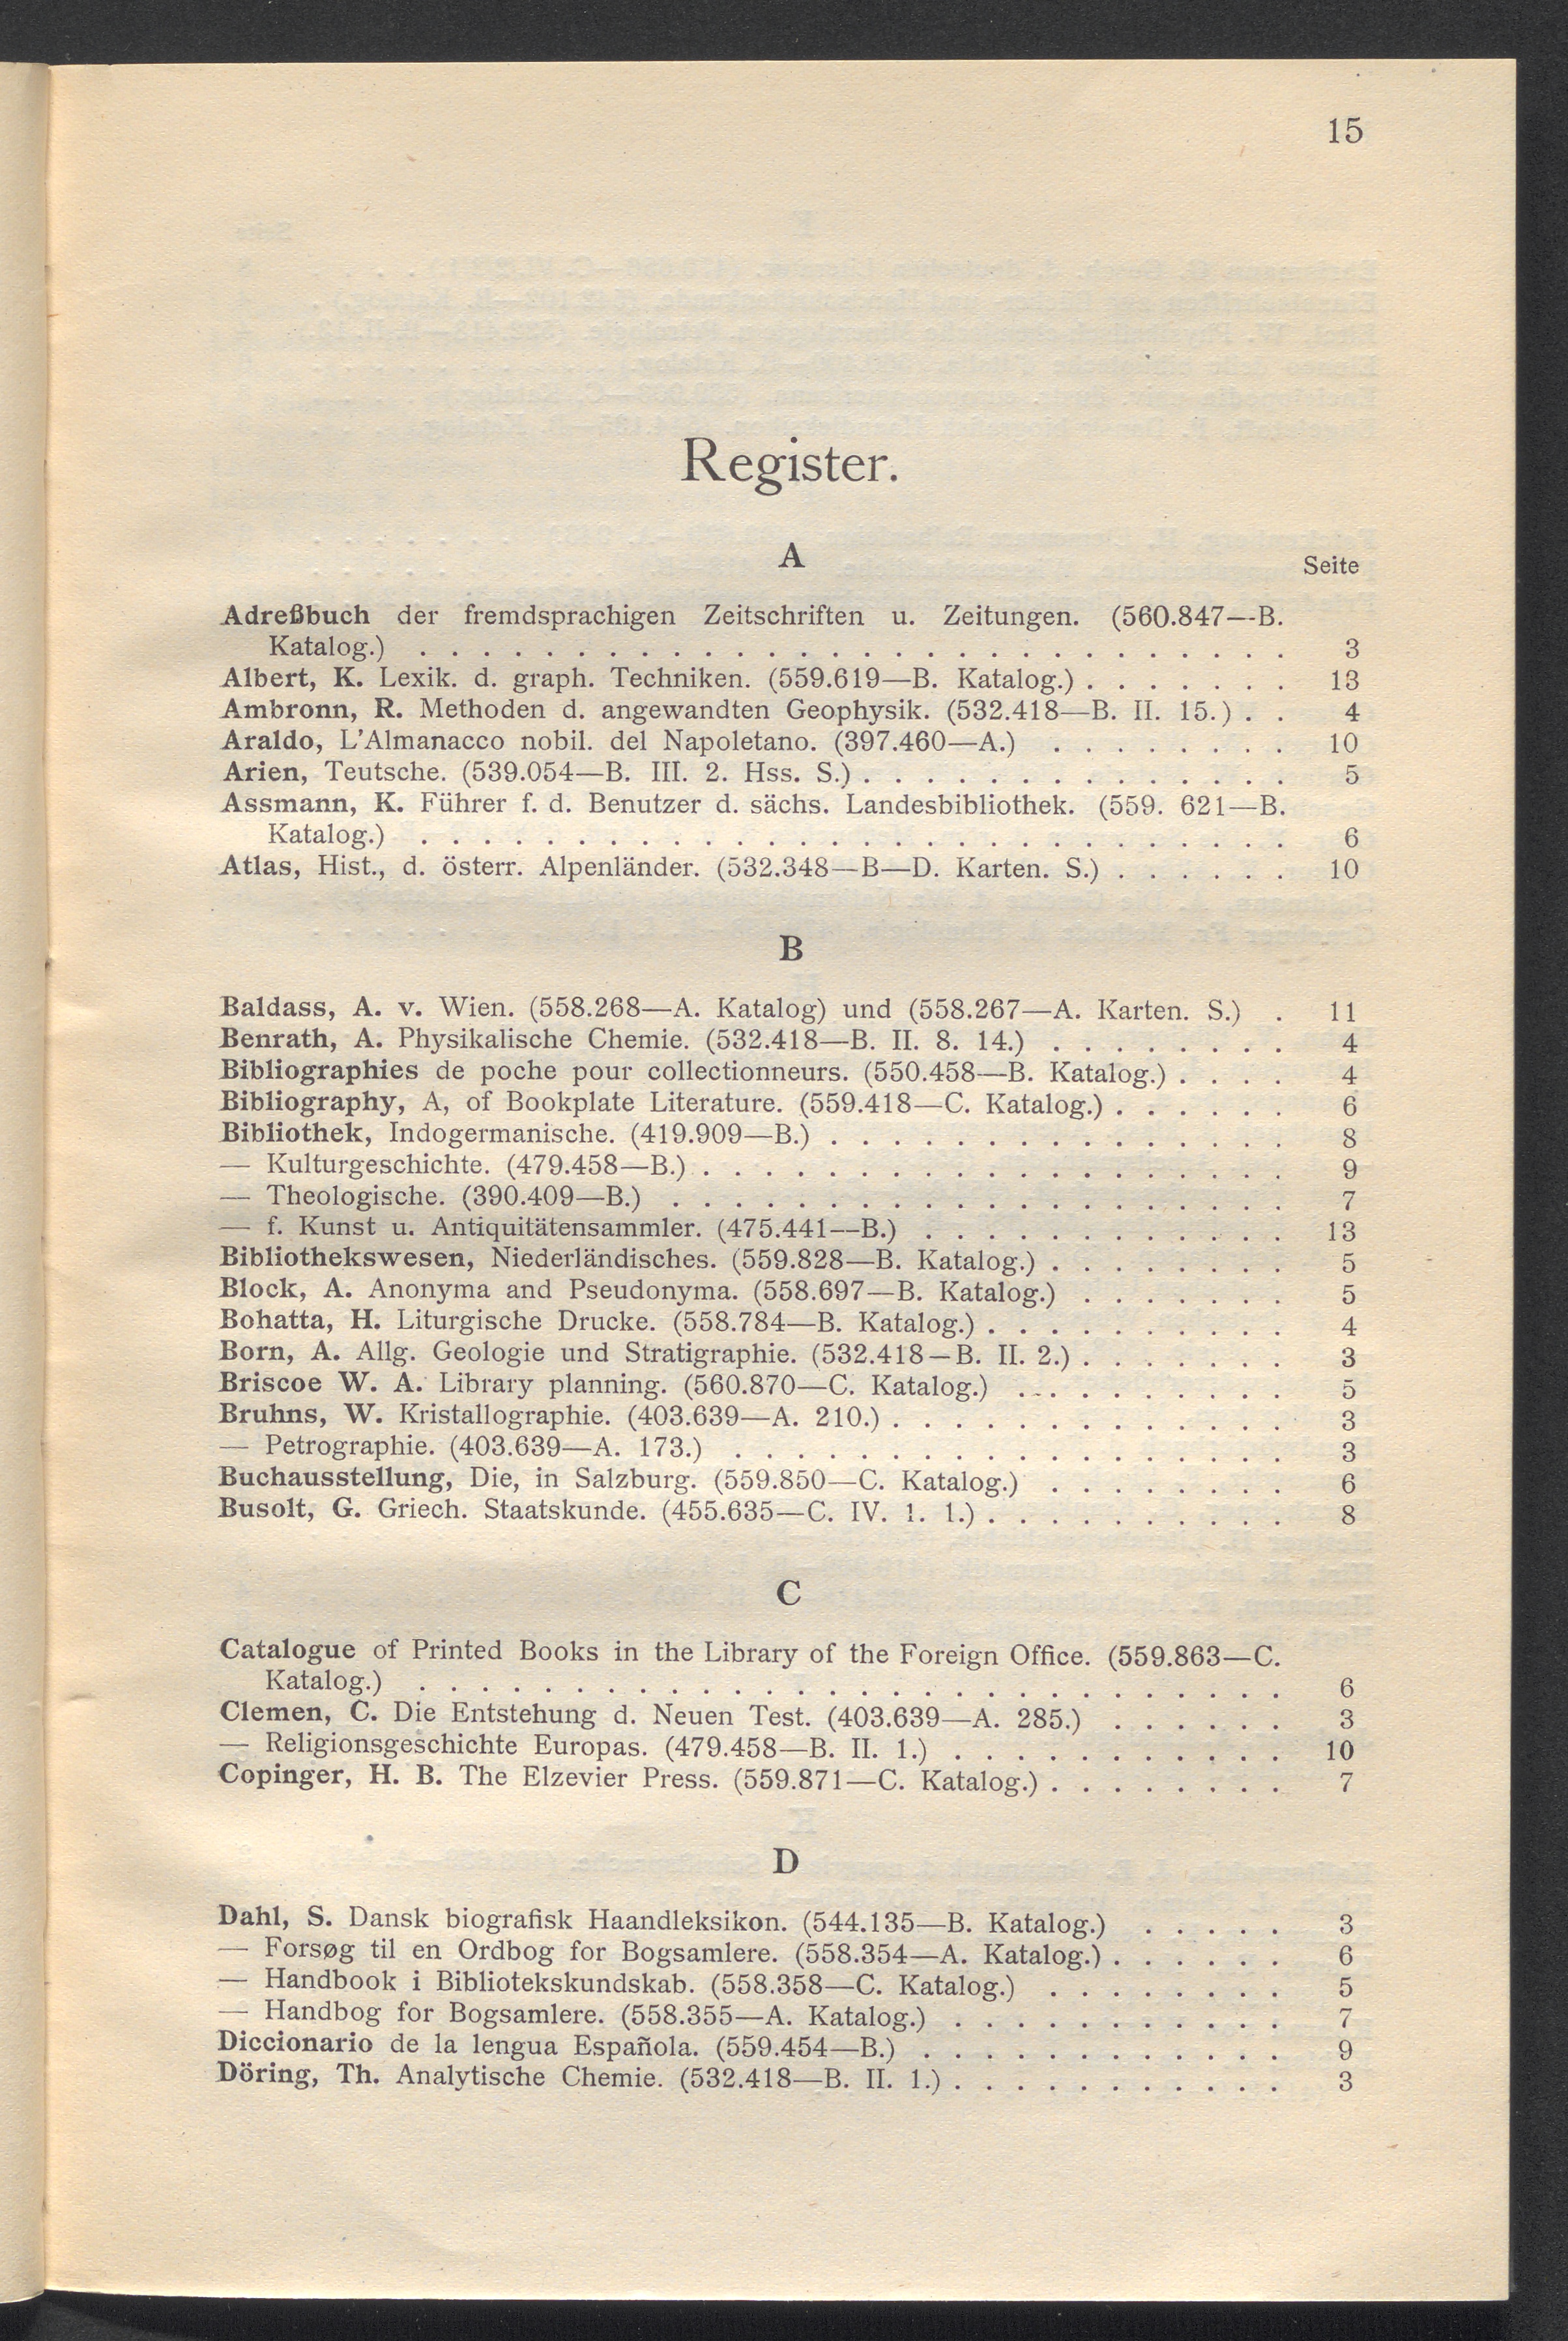 15
Register.
A
Seite
Adreßbuch der fremdsprachigen Zeitschriften u. Zeitungen. (560.847—B.
Katalog.) . . . . . . . . . . . . . . . . . . . . . . . . . . . . 3
Albert, K. Lexik. d. graph. Techniken. (559.619—B. Katalog.) . . . . . . . 13
Ambronn, R. Methoden d. angewandten Geophysik. (532.418—B. II. 15.) . . 4
Araldo, L'Almanacco nobil. del Napoletano. (397.460—A.) . . . . . . . . 10
Arien, Teutsche. (539.054—B. III. 2. Hss. S.) . . . . . . . . . . . . . . 5
Assmann, K. Führer f. d. Benutzer d. sächs. Landesbibliothek. (559. 621—B.
Katalog.) . . . . . . . . . . . . . . . . . . . . . . . . . . . . 6
Atlas, Hist., d. österr. Alpenländer. (532.348—B—D. Karten. S.) . . . . . . 10
B
Baldass, A. v. Wien. (558.268—A. Katalog) und (558.267—A. Karten. S.) . 11
Benrath, A. Physikalische Chemie. (532.418—B. II. 8. 14.) . . . . . . . . 4
Bibliographies de poche pour collectionneurs. (550.458—B. Katalog.) . . . . 4
Bibliography, A, of Bookplate Literature. (559.418—C. Katalog.) . . . . . . 6
Bibliothek, Indogermanische. (419.909—B.) . . . . . . . . . . . . . . . 8
— Kulturgeschichte. (479.458—B.) . . . . . . . . . . . . . . . . . . . 9
— Theologische. (390.409—B.) . . . . . . . . . . . . . . . . . . . . 7
— f. Kunst u. Antiquitätensammler. (475.441—B.) . . . . . . . . . . . . 13
Bibliothekswesen, Niederländisches. (559.828—B. Katalog.) . . . . . . . . 5
Block, A. Anonyma and Pseudonyma. (558.697—B. Katalog.) . . . . . . . 5
Bohatta, H. Liturgische Drucke. (558.784—B. Katalog.) . . . . . . . . . . 4
Born, A. Allg. Geologie und Stratigraphie. (532.418—B. II. 2.) . . . . . . . 3
Briscoe W. A. Library planning. (560.870—C. Katalog.) . . . . . . . . . 5
Bruhns, W. Kristallographie. (403.639—A. 210.) . . . . . . . . . . . . . 3
— Petrographie. (403.639—A. 173.) . . . . . . . . . . . . . . . . . . 3
Buchausstellung, Die, in Salzburg. (559.850—C. Katalog.) . . . . . . . . 6
Busolt, G. Griech. Staatskunde. (455.635—C. IV. 1. 1.) . . . . . . . . . . 8
C
Catalogue of Printed Books in the Library of the Foreign Office. (559.863—C.
Katalog.) . . . . . . . . . . . . . . . . . . . . . . . . . . . . 6
Clemen, C. Die Entstehung d. Neuen Test. (403.639—A. 285.) . . . . . . 3
— Religionsgeschichte Europas. (479.458—B. II. 1.) . . . . . . . . . . . 10
Copinger, H. B. The Elzevier Press. (559.871—C. Katalog.) . . . . . . . . 7
D
Dahl, S. Dansk biografisk Haandleksikon. (544.135—B. Katalog.) . . . . . 3
— Forsøg til en Ordbog for Bogsamlere. (558.354—A. Katalog.) . . . . . . 6
— Handbook i Bibliotekskundskab. (558.358—C. Katalog.) . . . . . . . . 5
— Handbog for Bogsamlere. (558.355—A. Katalog.) . . . . . . . . . . . 7
Diccionario de la lengua Española. (559.454—B.) . . . . . . . . . . . . 9
Döring, Th. Analytische Chemie. (532.418—B. II. 1.) . . . . . . . . . . . 3